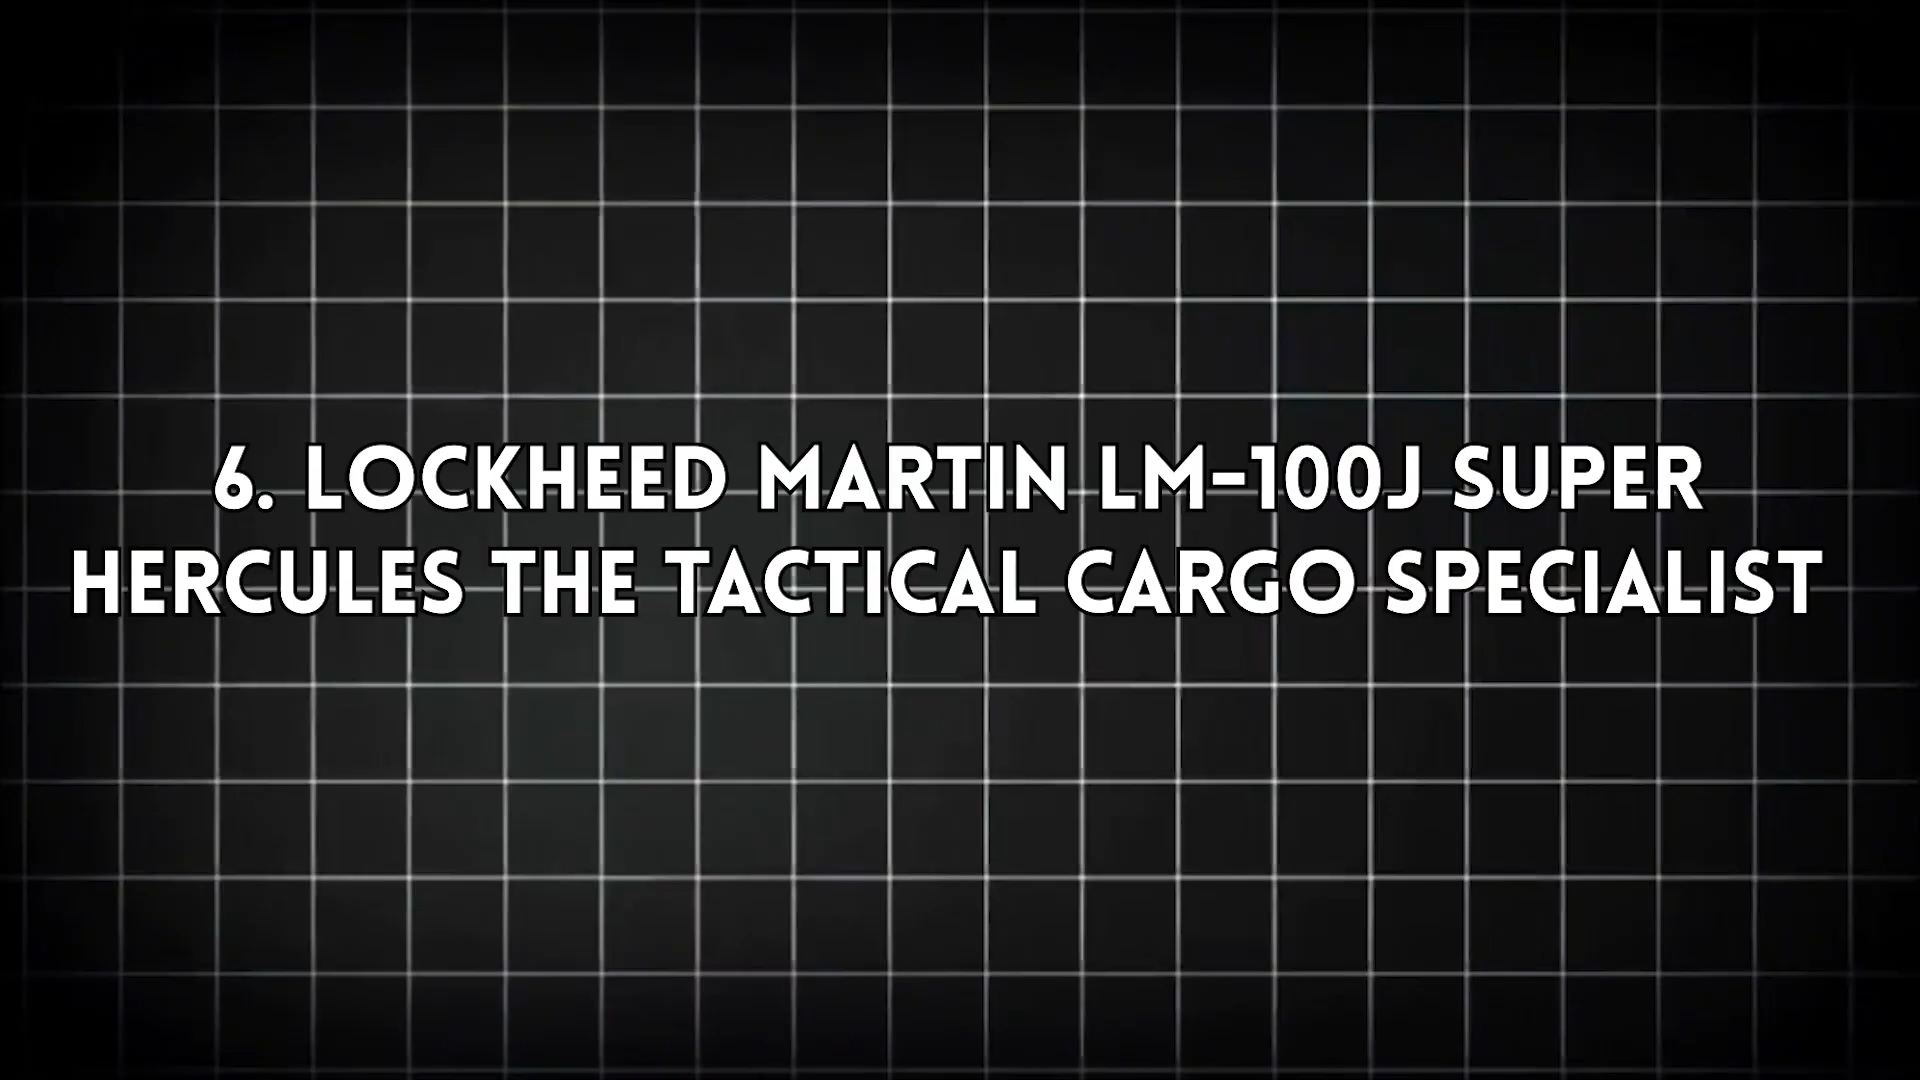 6. LOCKHEED MARTIN LM-100J SUPER
HERCULES THE TACTICAL CARGO SPECIALIST